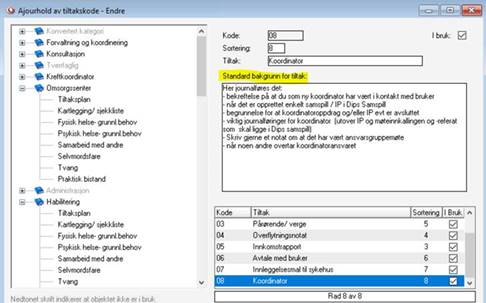 Ajourhold av tiltakskode - Endre
Konvertert kategori
Forvaltning og koordinering
Konsultasjon
Tverrfaglig
Kreftkoordinator
Omsorgssenter
Tiltaksplan
Kartlegging/ sjekkliste
Fysisk helse- grunnl.behov
Psykisk helse- grunnl.behov
Samarbeid med andre
Selvmordsfare
Tvang
Praktisk bistand
Administrasjon
Habilitering
Tiltaksplan
Kartlegging/ sjekkliste
Fysisk helse- grunnl.behov
Psykisk helse- grunnl.behov
Samarbeid med andre
Selvmordsfare
Tvang
Nedtonet skrift indikerer at objektet ikke er i bruk.
Kode: 08 I bruk:
Sortering: 8
Tiltak: Koordinator
Standard bakgrunn for tiltak:
Her journalføres det:
- bekreftelse på at du som ny koordinator har vært i kontakt med bruker
- når det er opprettet enkelt samspill / IP i Dips Samspill
- begrunnelse for at koordinatoroppdrag og/eller IP evt er avsluttet
- viktig journalføringer for koordinator (utover IP og møteinnkallingen og -referat
som skal ligge i Dips samspill)
- Skriv gjerne et notat om at det har vært ansvarsgruppemøte
- når noen andre overtar koordinatoransvaret
Kode Tiltak Sortering I Bruk
03 Pårørende/ verge 5
04 Overflytningsnotat 4
05 Innkomstrapport 3
06 Avtale med bruker 6
07 Innleggelsesmal til sykehus 7
08 Koordinator 8
Rad 8 av 8